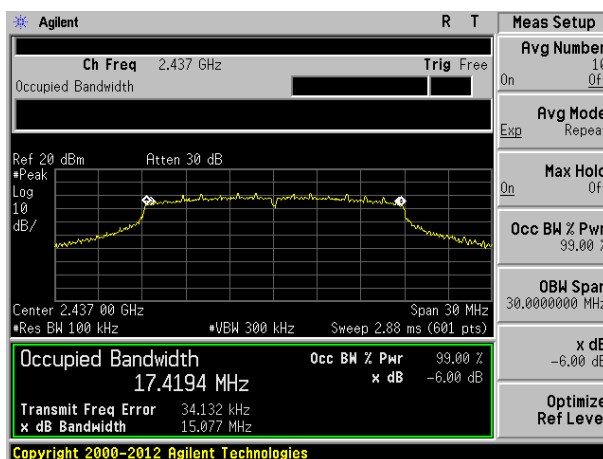 Agilent R T Meas Setup
Avg Number
10
On Of
Ch Freq 2.437 GHz Trig Free
Occupied Bandwidth
Avg Mode
Exp Repea
Ref 20 dBm Atten 30 dB
#Peak
Log
10
dB/
Max Hold
On Of
Occ BW % Pwr
99.00 %
OBW Span
30.0000000 MHz
Center 2.437 00 GHz Span 30 MHz
#Res BW 100 kHz #VBW 300 kHz Sweep 2.88 ms (601 pts)
x dB
-6.00 dB
Occupied Bandwidth Occ BW % Pwr 99.00 %
17.4194 MHz x dB -6.00 dB
Transmit Freq Error 34.132 kHz
x dB Bandwidth 15.077 MHz
Optimize
Ref Leve
Copyright 2000-2012 Agilent Technologies